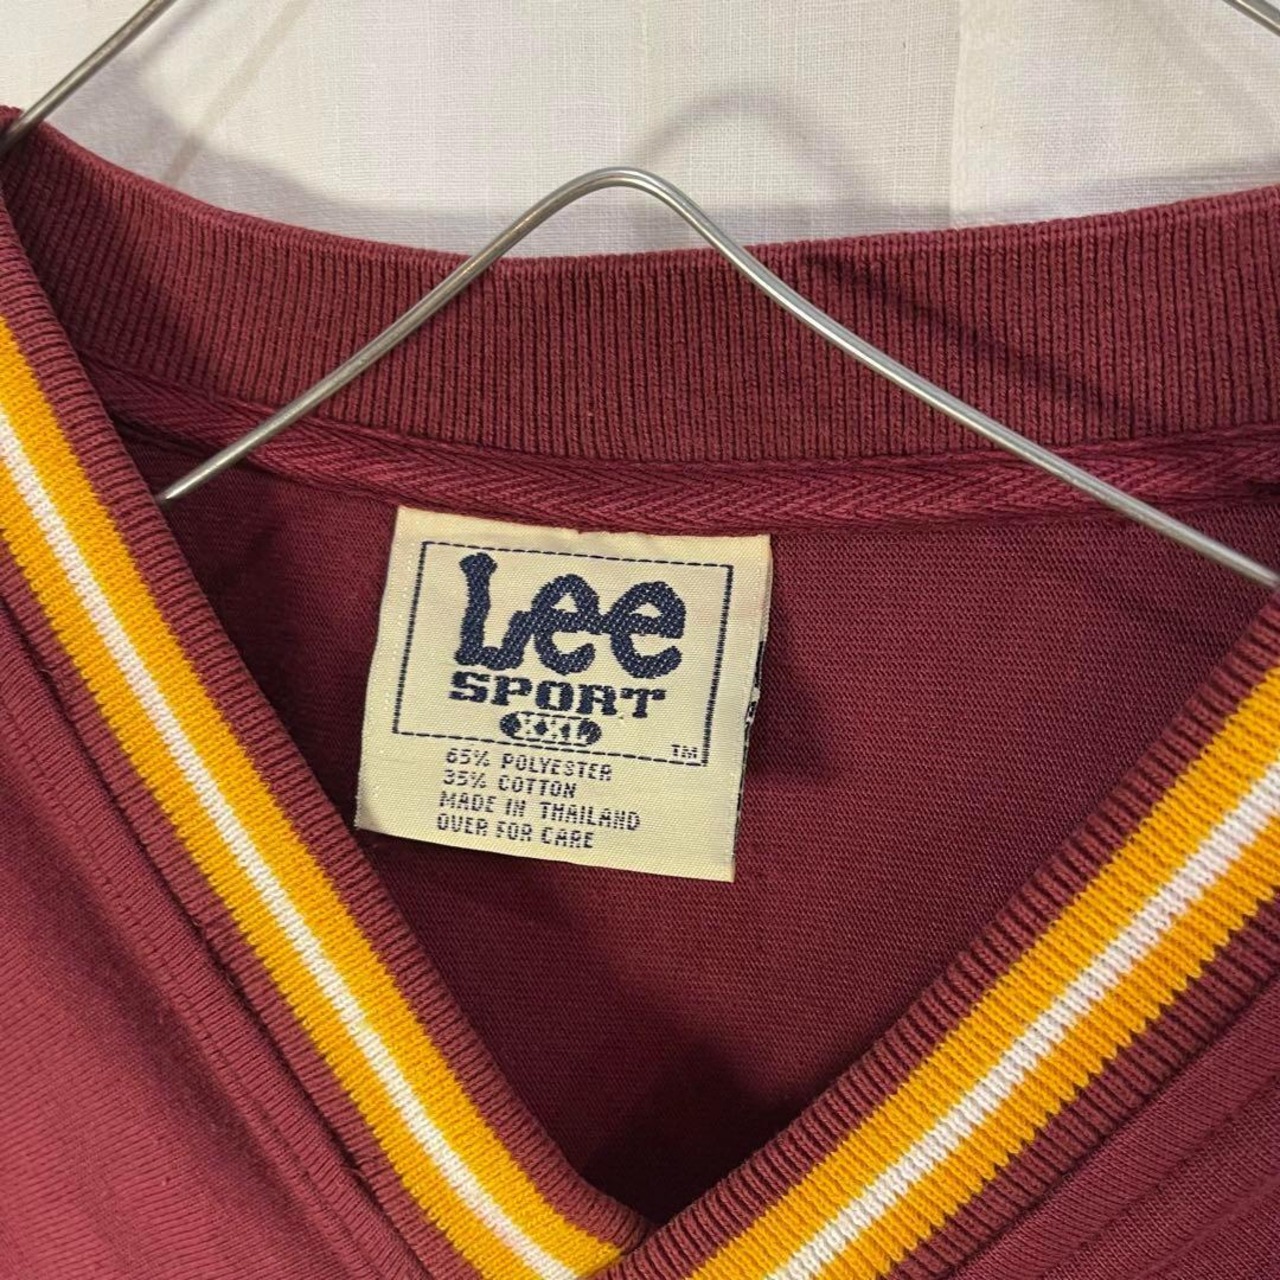 Lee
SPORT
XXL
TM
65% POLYESTER
35% COTTON
MADE IN THAILAND
OVER FOR CARE